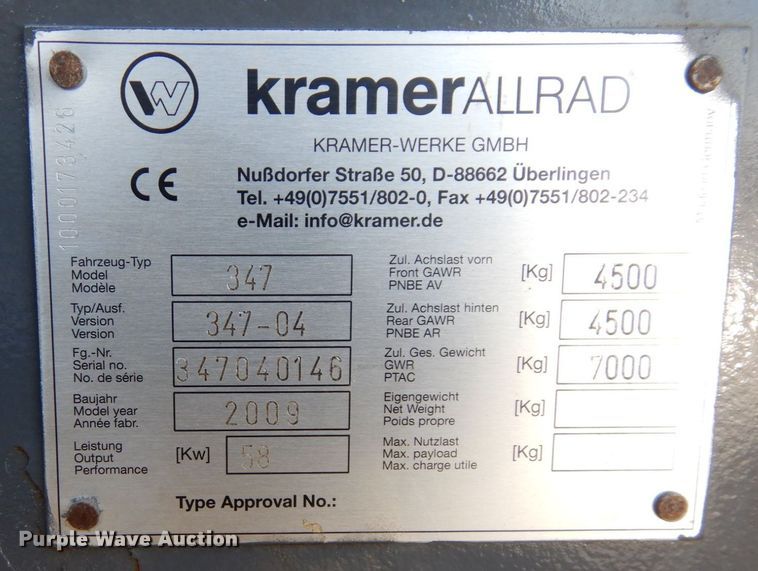 kramerALLRAD
KRAMER-WERKE GMBH
Nußdorfer Straße 50, D-88662 Überlingen
Tel. +49(0)7551/802-0, Fax +49(0)7551/802-234
e-Mail: info@kramer.de
CE
1000178426
Fahrzeug-Typ
Model
Modèle
347
Typ/Ausf.
Version
Version
347-04
Fg.-Nr.
Serial no.
No. de série
347040146
Baujahr
Model year
Année fabr.
2009
Leistung
Output
Performance
[Kw] 58
Zul. Achslast vorn
Front GAWR
PNBE AV
[Kg] 4500
Zul. Achslast hinten
Rear GAWR
PNBE AR
[Kg] 4500
Zul. Ges. Gewicht
GWR
PTAC
[Kg] 7000
Eigengewicht
Net Weight
Poids propre
[Kg]
Max. Nutzlast
Max. payload
Max. charge utile
[Kg]
Type Approval No.:
Purple Wave Auction